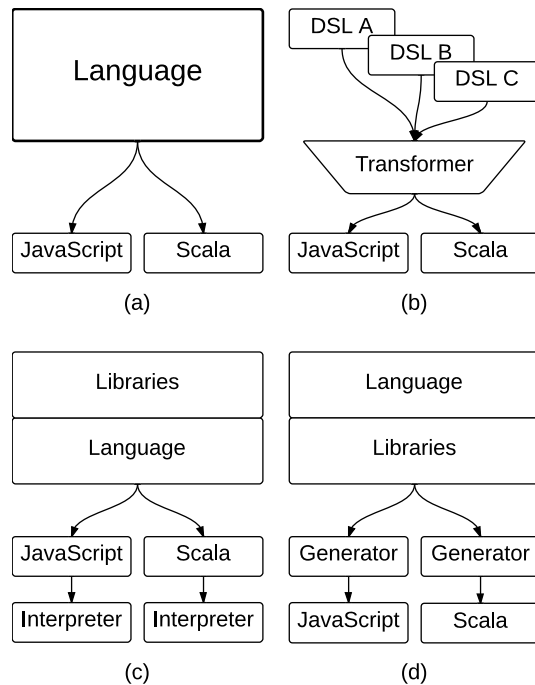 Language
JavaScript
Scala
(a)
DSL A
DSL B
DSL C
Transformer
JavaScript
Scala
(b)
Libraries
Language
JavaScript
Scala
Interpreter
Interpreter
(c)
Language
Libraries
Generator
Generator
JavaScript
Scala
(d)